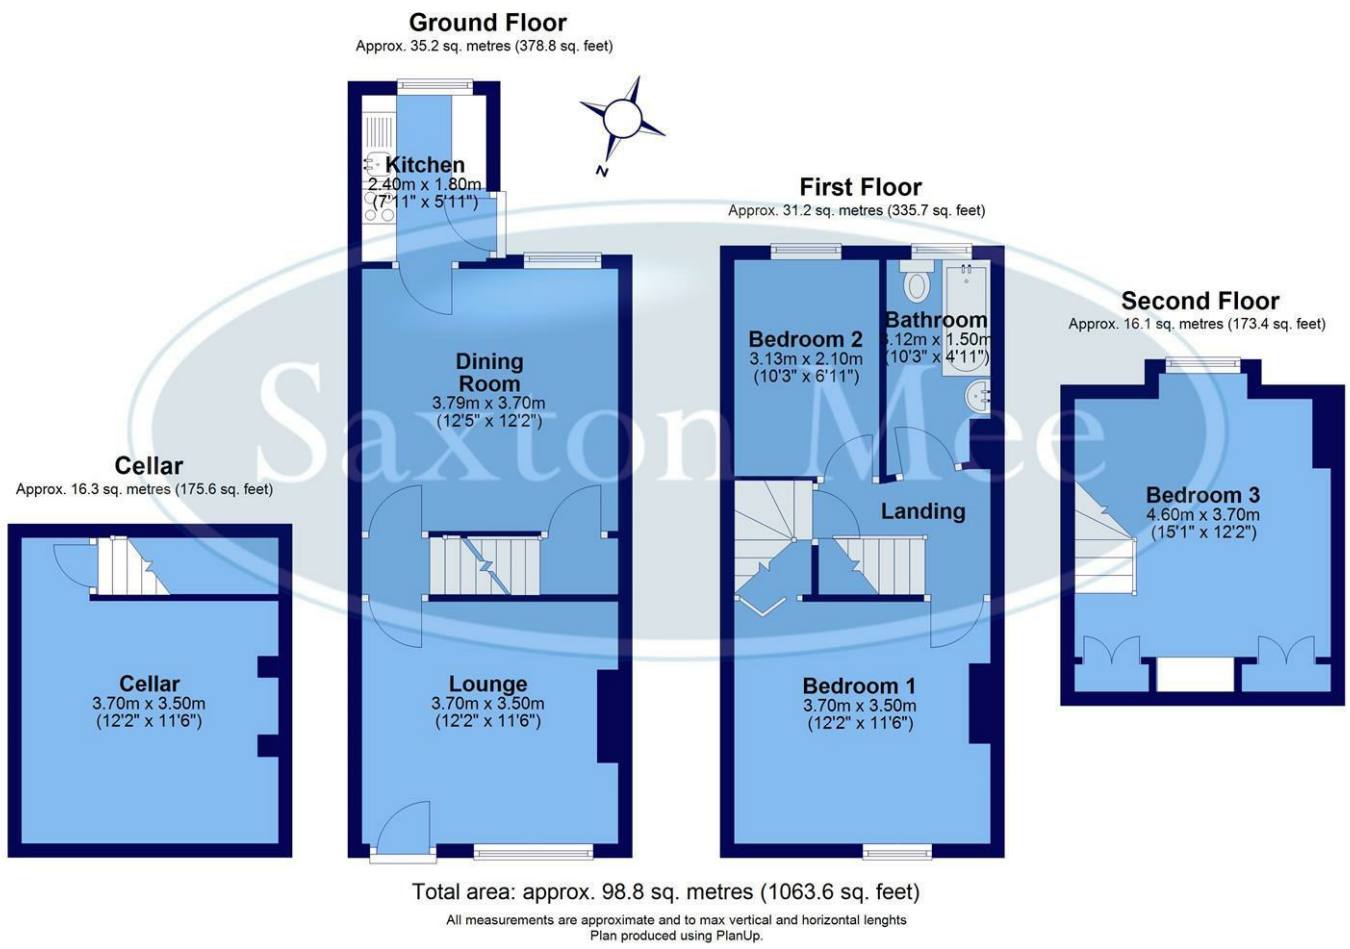 Ground Floor
Approx. 35.2 sq. metres (378.8 sq. feet)
Kitchen
2.40m x 1.80m
(7'11" x 5'11")
N
Dining
Room
3.79m x 3.70m
(12'5" x 12'2")
Lounge
3.70m x 3.50m
(12'2" x 11'6")
First Floor
Approx. 31.2 sq. metres (335.7 sq. feet)
Bedroom 2
3.13m x 2.10m
(10'3" x 6'11")
Bathroom
3.12m x 1.50m
(10'3" x 4'11")
Landing
Bedroom 1
3.70m x 3.50m
(12'2" x 11'6")
Second Floor
Approx. 16.1 sq. metres (173.4 sq. feet)
Bedroom 3
4.60m x 3.70m
(15'1" x 12'2")
Cellar
Approx. 16.3 sq. metres (175.6 sq. feet)
Cellar
3.70m x 3.50m
(12'2" x 11'6")
Saxton Mee
Total area: approx. 98.8 sq. metres (1063.6 sq. feet)
All measurements are approximate and to max vertical and horizontal lenghts
Plan produced using PlanUp.